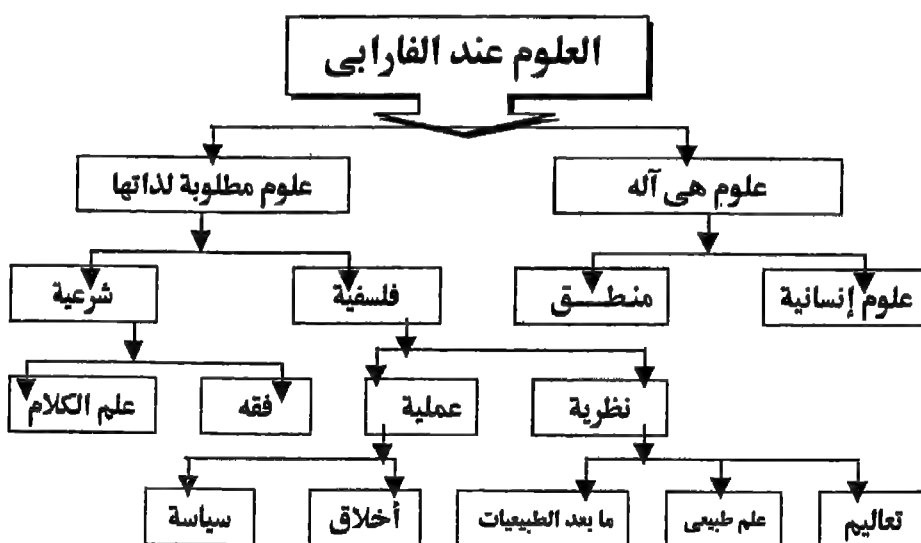 العلوم عند الفارابى
علوم هى آله
علوم مطلوبة لذاتها
علوم إنسانية
منطــــق
فلسفية
شرعية
نظرية
عملية
فقه
علم الكلام
تعاليم
علم طبيعى
ما بعد الطبيعيات
أخلاق
سياسة